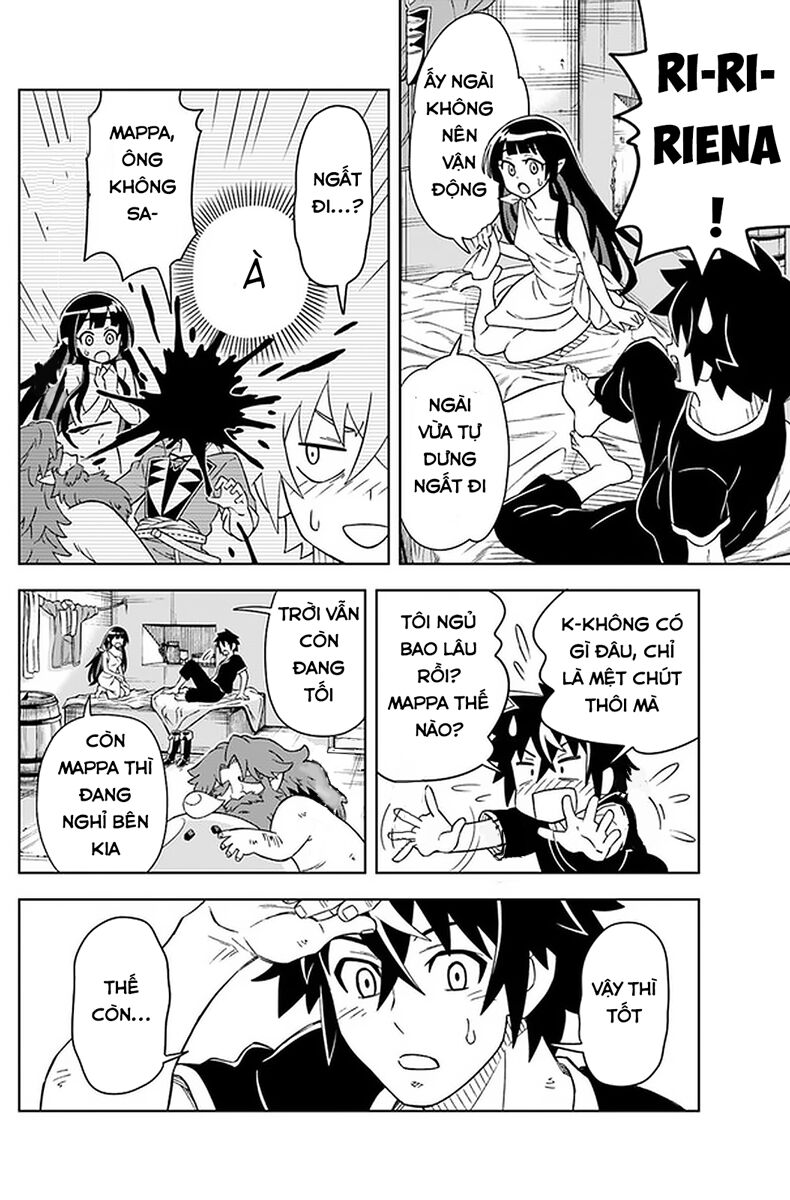 RI-RI-
RIENA
!
ẤY NGÀI
KHÔNG
NÊN
VẬN
ĐỘNG
NGÀI
VỪA TỰ
DƯNG
NGẤT ĐI
NGẤT
ĐI...?
À
MAPPA,
ÔNG
KHÔNG
SA-
K-KHÔNG CÓ
GÌ ĐÂU, CHỈ
LÀ MỆT CHÚT
THÔI MÀ
TÔI NGỦ
BAO LÂU
RỒI?
MAPPA THẾ
NÀO?
TRỜI VẪN
CÒN
ĐANG
TỐI
CÒN
MAPPA THÌ
ĐANG
NGHỈ BÊN
KIA
VẬY THÌ
TỐT
THẾ
CÒN...